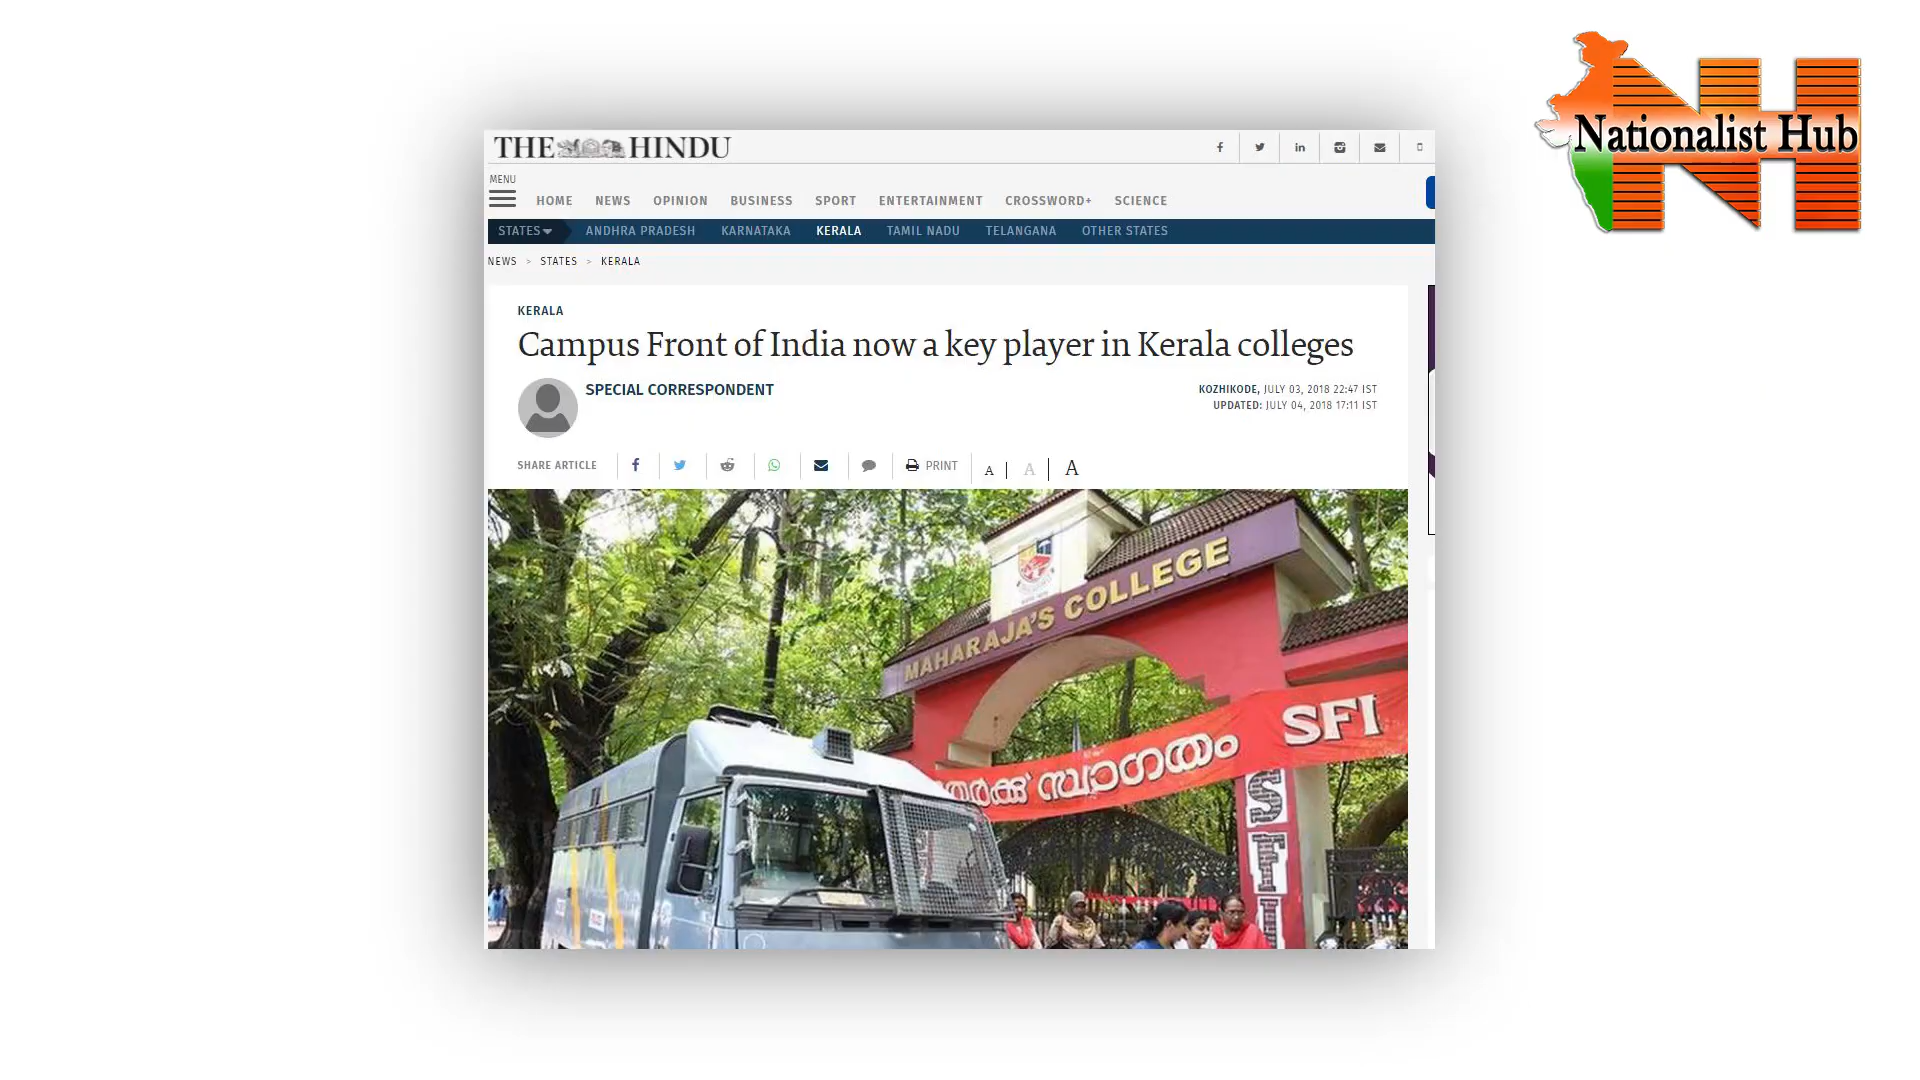 THE HINDU
Nationalist Hub
MENU
HOME NEWS OPINION BUSINESS SPORT ENTERTAINMENT CROSSWORD+ SCIENCE
STATES ANDHRA PRADESH KARNATAKA KERALA TAMIL NADU TELANGANA OTHER STATES
NEWS > STATES > KERALA
KERALA
Campus Front of India now a key player in Kerala colleges
SPECIAL CORRESPONDENT
KOZHIKODE, JULY 03, 2018 22:47 IST
UPDATED: JULY 04, 2018 17:11 IST
SHARE ARTICLE PRINT A A A
MAHARAJA'S COLLEGE
സ്വാഗതം SFI